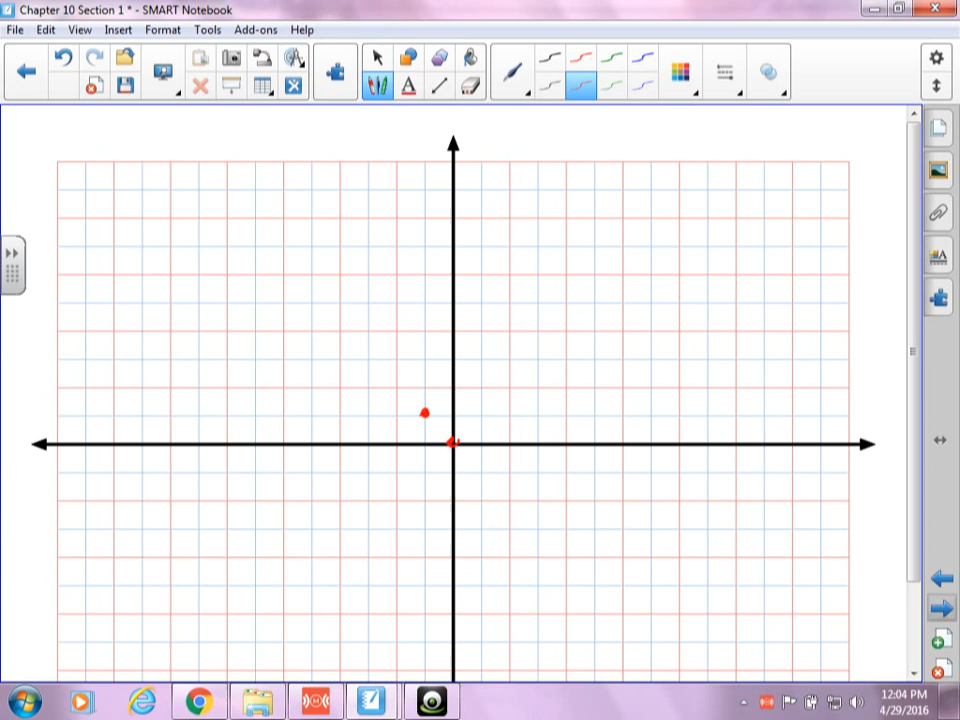 Chapter 10 Section 1 * - SMART Notebook
File Edit View Insert Format Tools Add-ons Help
12:04 PM
4/29/2016